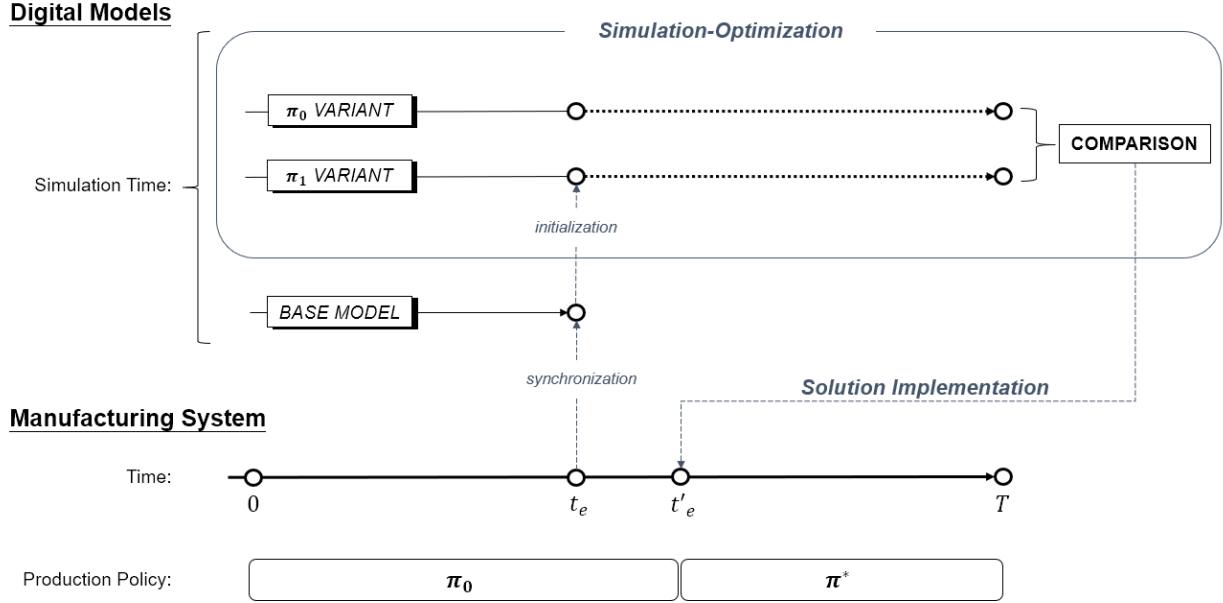 Digital Models
Simulation-Optimization
π₀ VARIANT
π₁ VARIANT
COMPARISON
Simulation Time:
initialization
BASE MODEL
synchronization
Solution Implementation
Manufacturing System
Time:
0
tₑ
t'ₑ
T
Production Policy:
π₀
π*